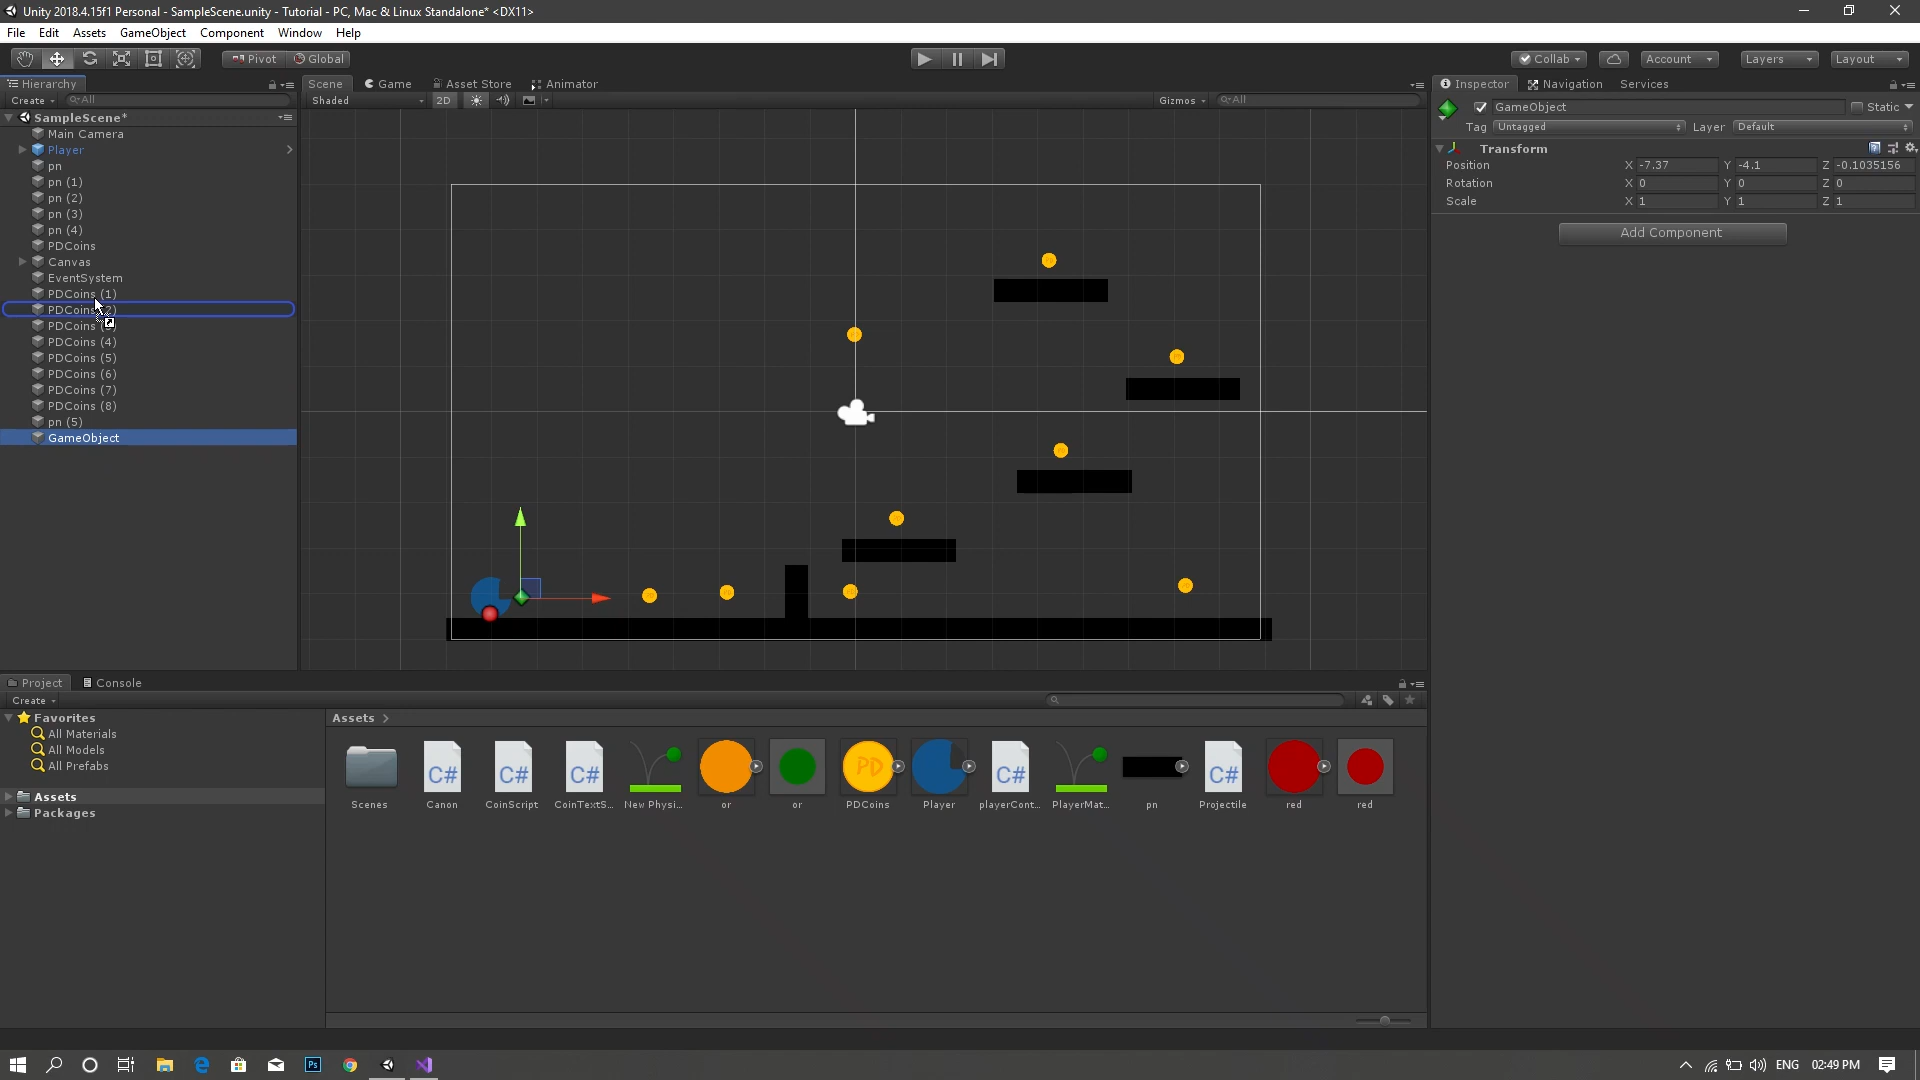 Unity 2018.4.15f1 Personal - SampleScene.unity - Tutorial - PC, Mac & Linux Standalone* <DX11>
File Edit Assets GameObject Component Window Help
Pivot Global Collab Account Layers Layout
Hierarchy
Create All
SampleScene*
Main Camera
Player
pn
pn (1)
pn (2)
pn (3)
pn (4)
PDCoins
Canvas
EventSystem
PDCoins (1)
PDCoins
PDCoins
PDCoins (4)
PDCoins (5)
PDCoins (6)
PDCoins (7)
PDCoins (8)
pn (5)
GameObject
Scene Game Asset Store Animator
Shaded 2D Gizmos All
Inspector Navigation Services
GameObject Static
Tag Untagged Layer Default
Transform
Position X -7.37 Y -4.1 Z -0.1035156
Rotation X 0 Y 0 Z 0
Scale X 1 Y 1 Z 1
Add Component
Project Console
Create
Favorites
All Materials
All Models
All Prefabs
Assets
Packages
Assets >
C# C# C# PD C# C#
Scenes Canon CoinScript CoinTextS... New Physi... or or PDCoins Player playerCont... PlayerMat... pn Projectile red red
Ps ENG 02:49 PM